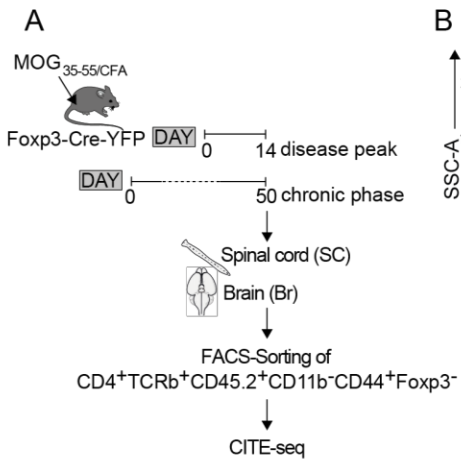 A
B
MOG35-55/CFA
Foxp3-Cre-YFP
DAY
0
14 disease peak
DAY
0
50 chronic phase
SSC-A
Spinal cord (SC)
Brain (Br)
FACS-Sorting of
CD4+TCRb+CD45.2+CD11b-CD44+Foxp3-
CITE-seq